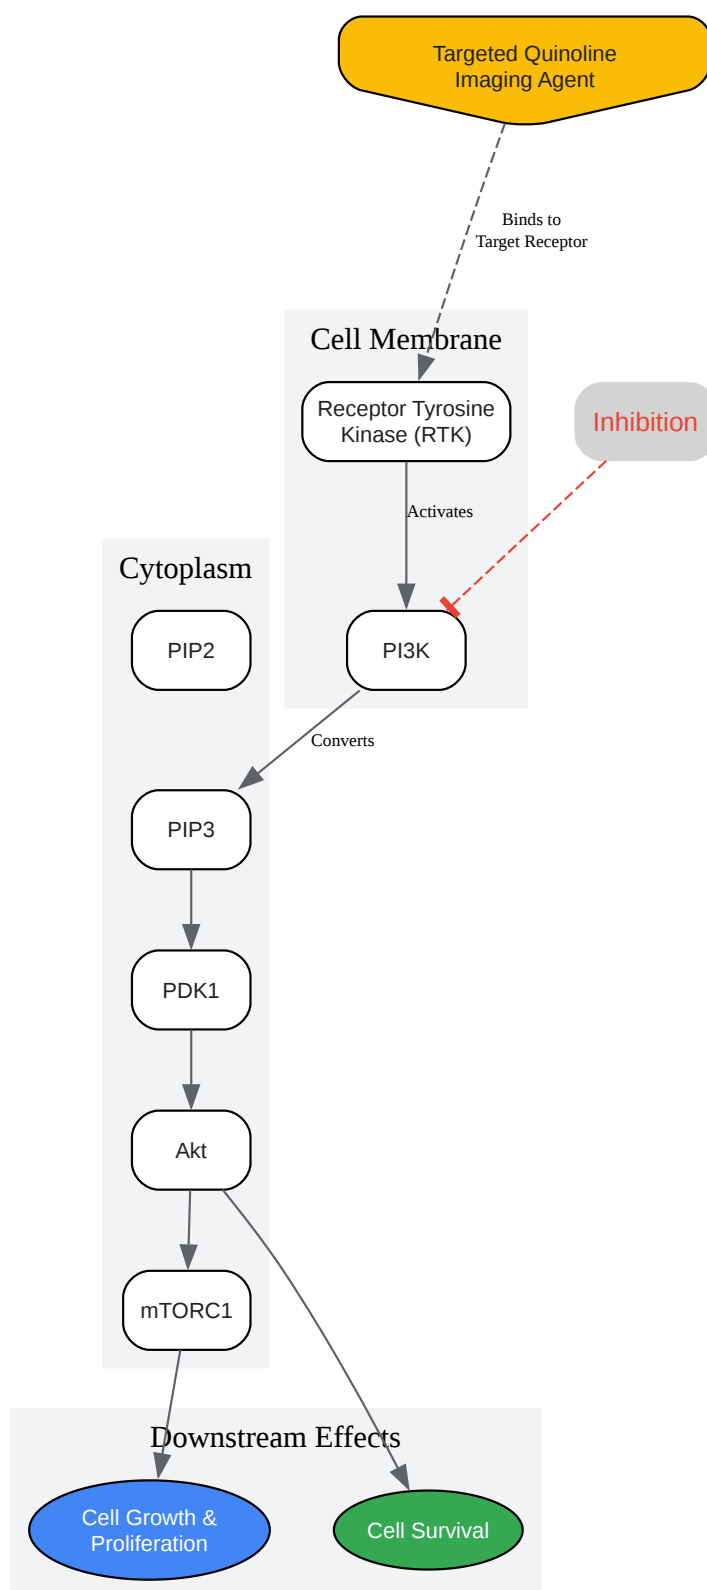 Targeted Quinoline
Imaging Agent
Binds to
Target Receptor
Cell Membrane
Receptor Tyrosine
Kinase (RTK)
Inhibition
Activates
Cytoplasm
PIP2
PI3K
Converts
PIP3
PDK1
Akt
mTORC1
Downstream Effects
Cell Growth &
Proliferation
Cell Survival